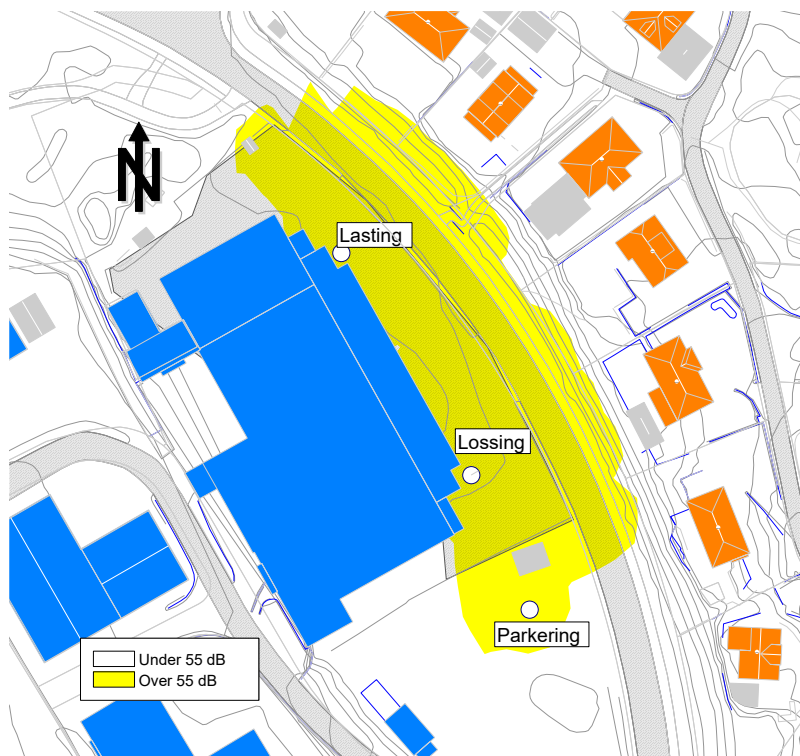 N
Lasting
Lossing
Parkering
Under 55 dB
Over 55 dB